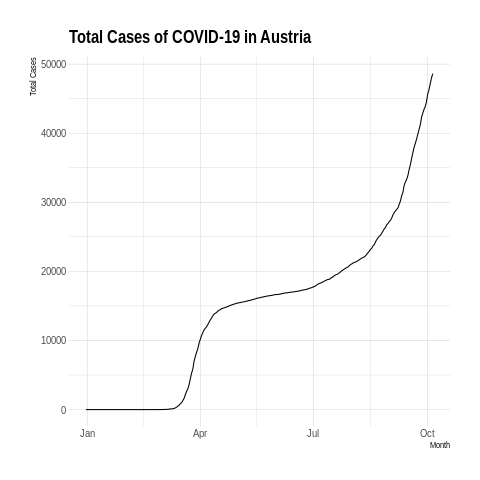 Total Cases of COVID-19 in Austria
Total Cases
50000
40000
30000
20000
10000
0
Jan Apr Jul Oct
Month